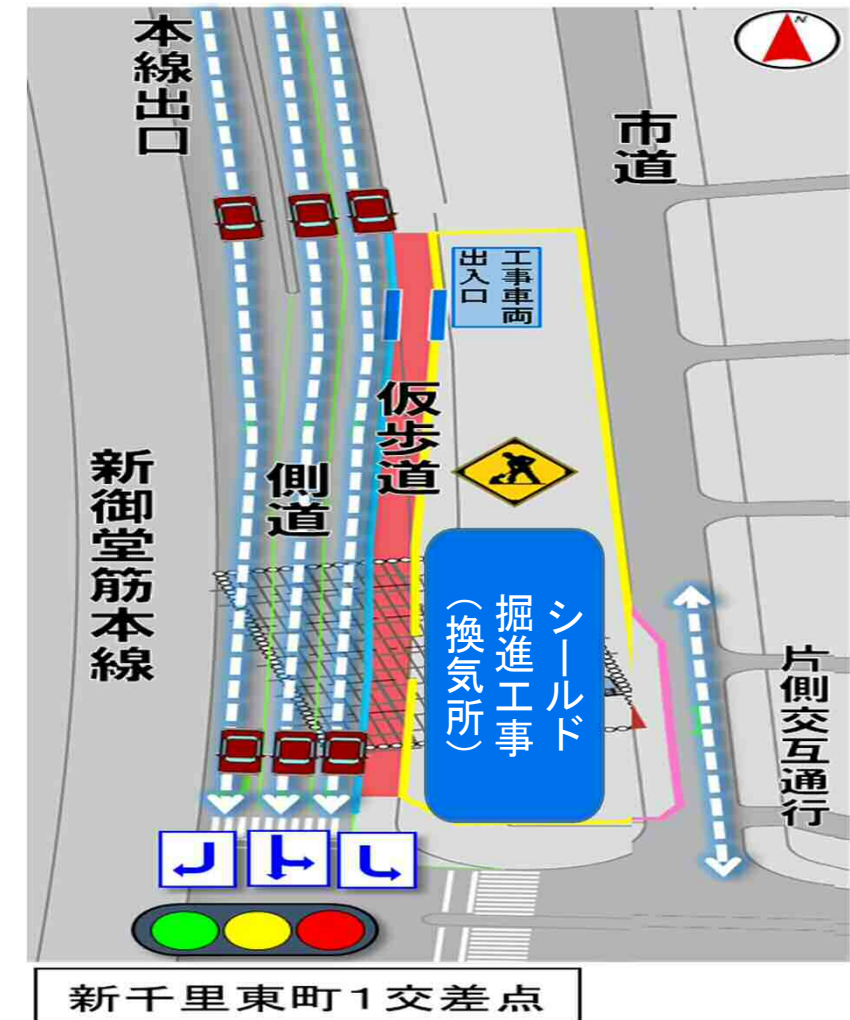 本線出口
市道
N
工事車両
出入口
仮歩道
側道
新御堂筋本線
シールド
掘進工事
（換気所）
片側交互通行
新千里東町1交差点